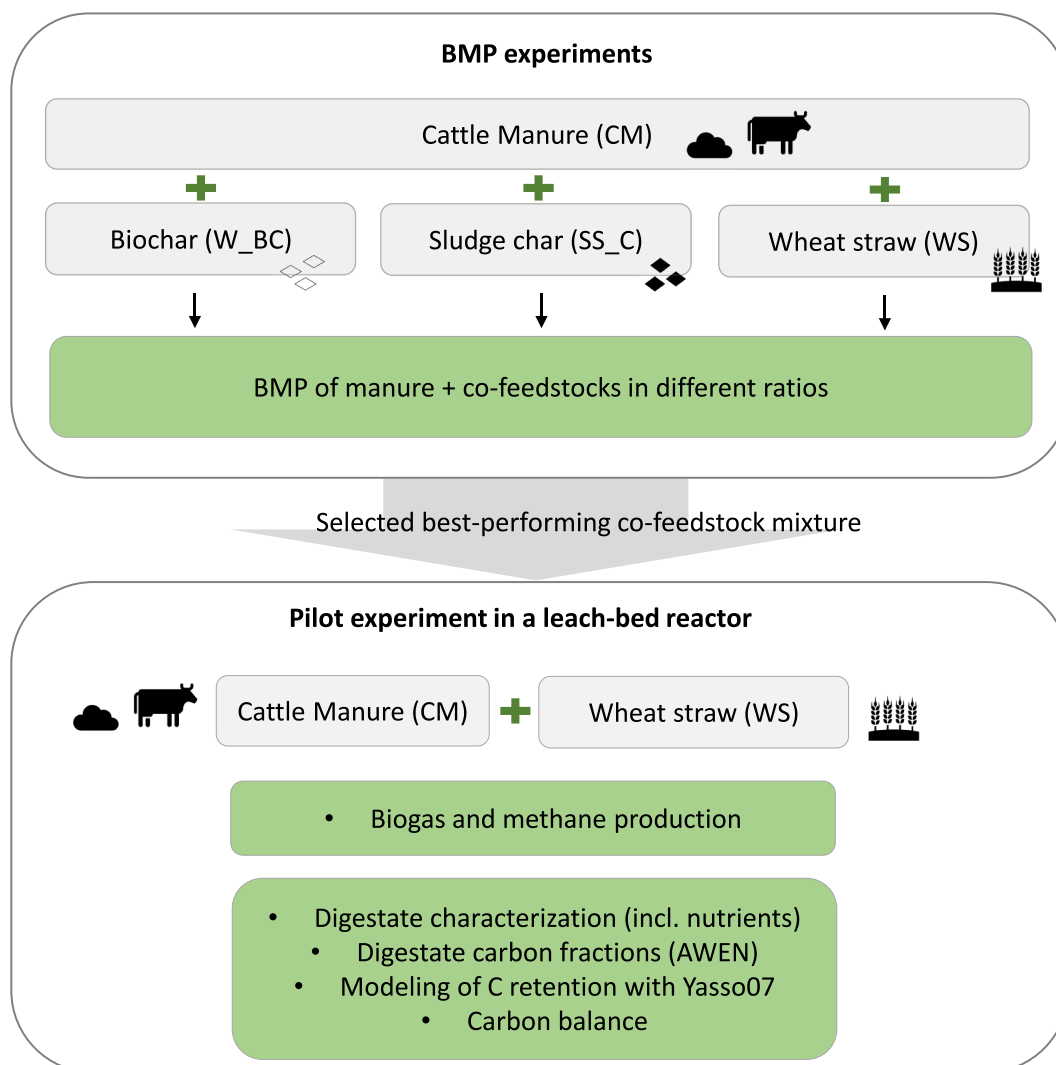 BMP experiments
Cattle Manure (CM)
Biochar (W_BC)
Sludge char (SS_C)
Wheat straw (WS)
BMP of manure + co-feedstocks in different ratios
Selected best-performing co-feedstock mixture
Pilot experiment in a leach-bed reactor
Cattle Manure (CM)
Wheat straw (WS)
• Biogas and methane production
• Digestate characterization (incl. nutrients)
• Digestate carbon fractions (AWEN)
• Modeling of C retention with Yasso07
• Carbon balance